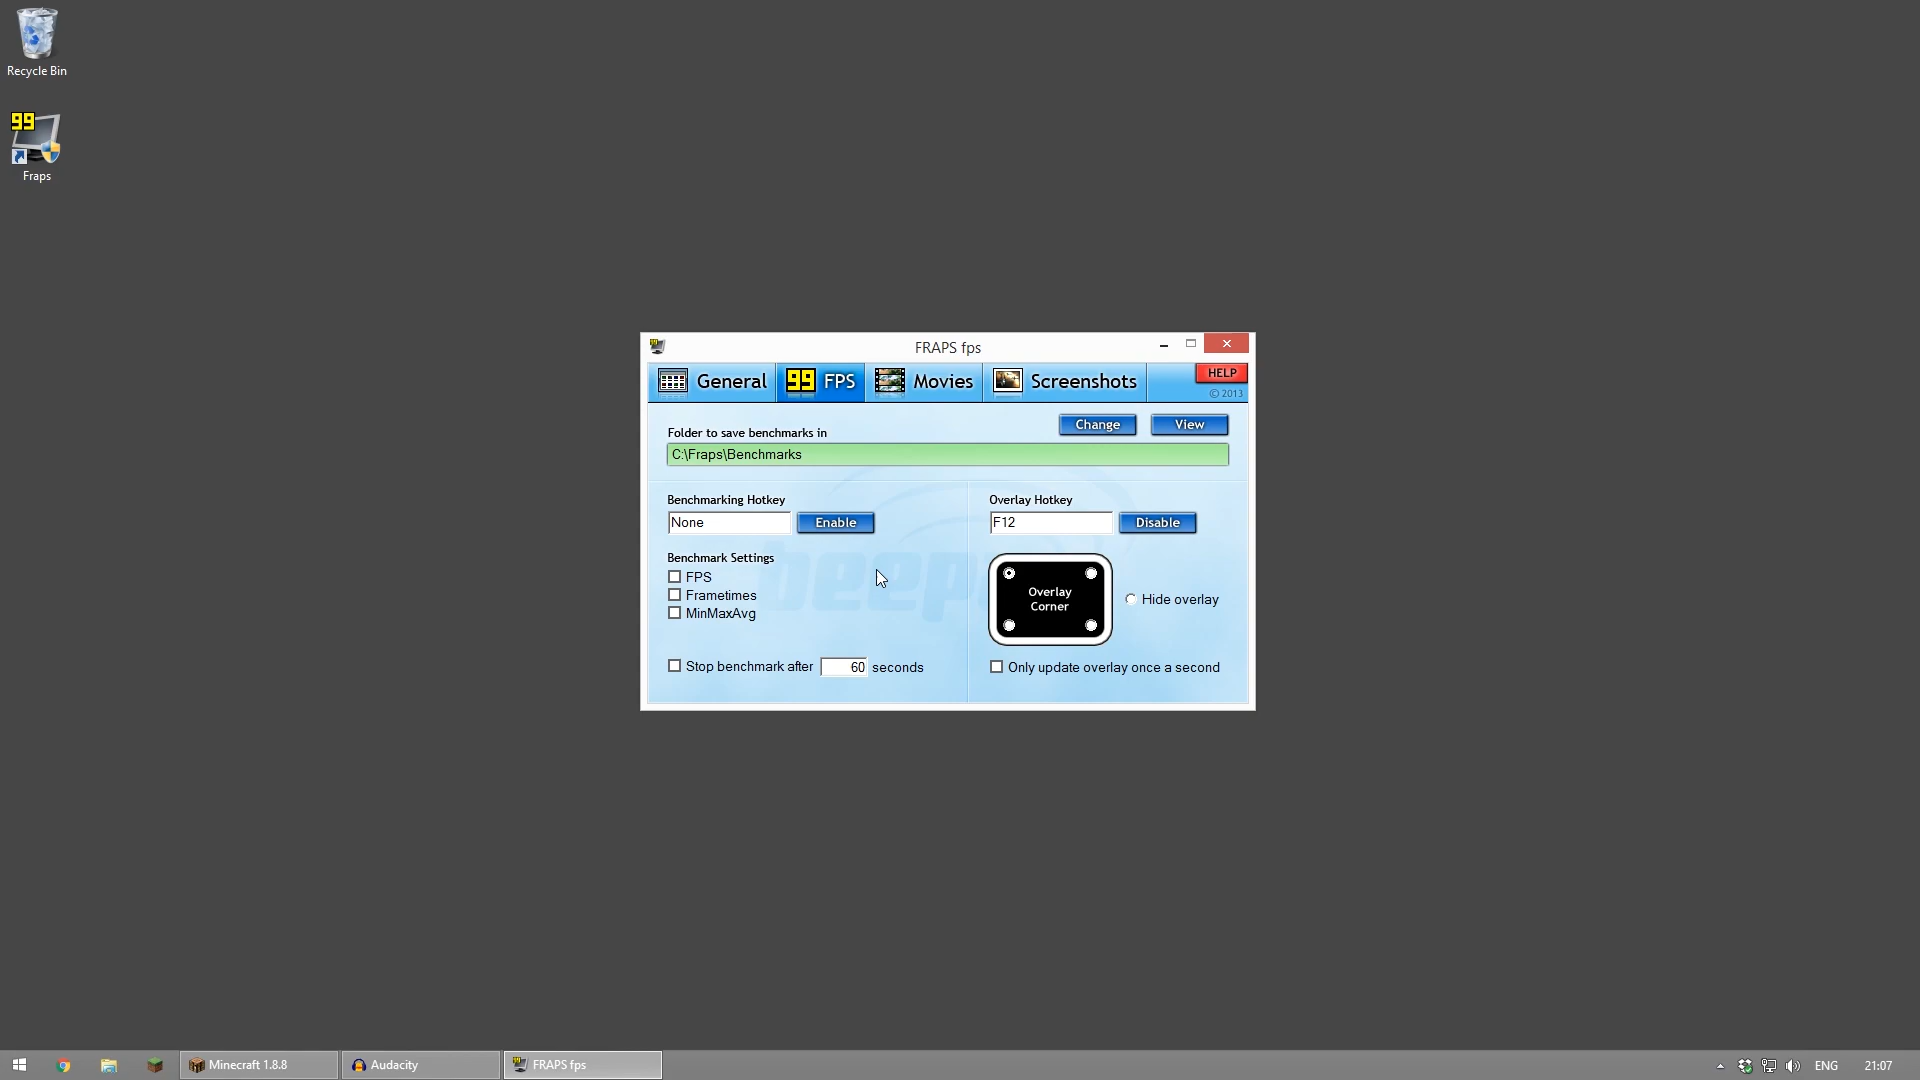 Recycle Bin
99
Fraps
FRAPS fps
General
99 FPS
Movies
Screenshots
HELP
© 2013
Folder to save benchmarks in
Change
View
C:\Fraps\Benchmarks
Benchmarking Hotkey
None
Enable
Benchmark Settings
FPS
Frametimes
MinMaxAvg
Stop benchmark after 60 seconds
Overlay Hotkey
F12
Disable
Overlay
Corner
Hide overlay
Only update overlay once a second
Minecraft 1.8.8
Audacity
FRAPS fps
ENG
21:07